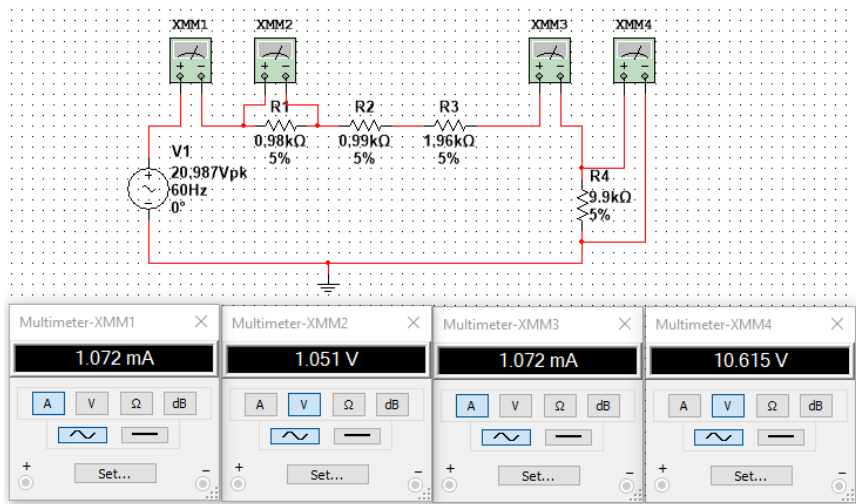 XMM1 XMM2 XMM3 XMM4
R1 R2 R3
0.98kΩ 0.99kΩ 1.96kΩ
5% 5% 5%
V1
20.987Vpk
60Hz
0°
R4
9.9kΩ
5%
Multimeter-XMM1
1.072 mA
A V Ω dB
+ −
Set...
Multimeter-XMM2
1.051 V
A V Ω dB
+ −
Set...
Multimeter-XMM3
1.072 mA
A V Ω dB
+ −
Set...
Multimeter-XMM4
10.615 V
A V Ω dB
+ −
Set...